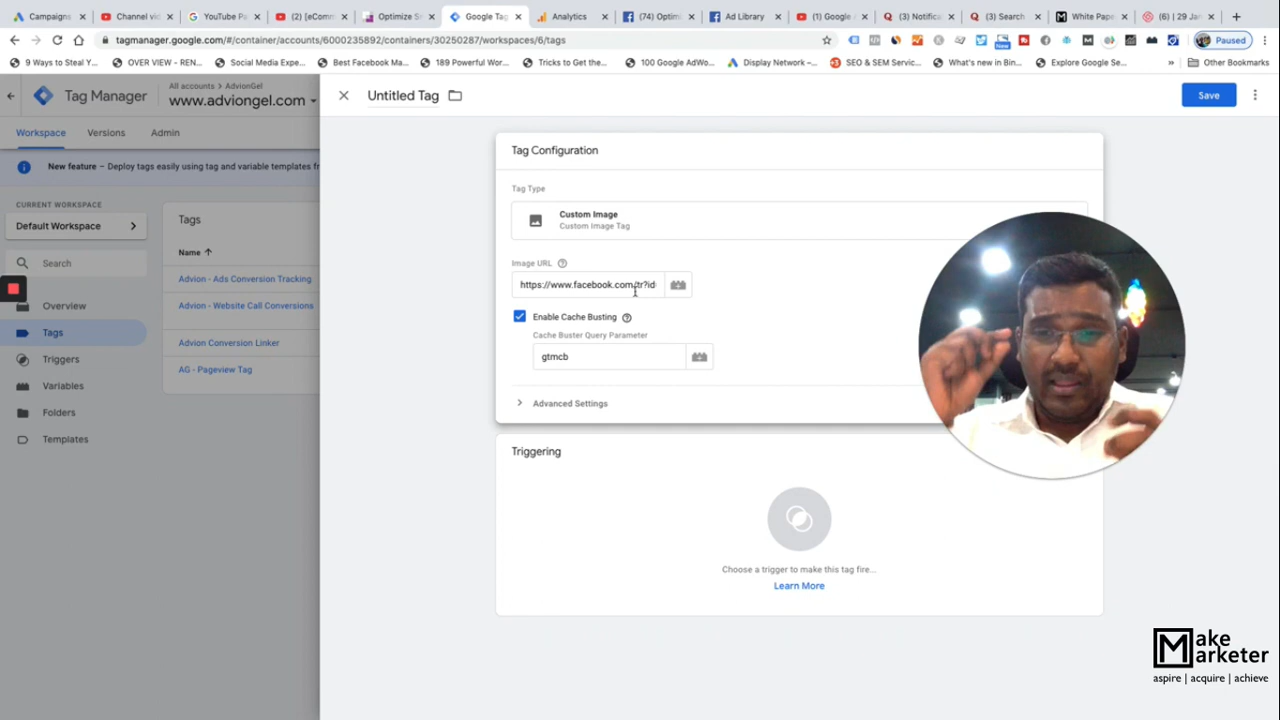 Campaigns
Channel vi
YouTube Pa
(2) [eComm
Optimize S
Google Tag
Analytics
(74) Optimi
Ad Library
(1) Google
(3) Notifica
(3) Search
White Pape
(6) | 29 Jan
tagmanager.google.com/#/container/accounts/6000235892/containers/30250287/workspaces/6/tags
New
Paused
9 Ways to Steal Y...
OVER VIEW - REN...
Social Media Expe...
Best Facebook Ma...
189 Powerful Wor...
Tricks to Get the...
100 Google AdWo...
Display Network –...
SEO & SEM Servic...
What's new in Bin...
Explore Google Se...
»
Other Bookmarks
Tag Manager
All accounts > AdvionGel
www.adviongel.com
Untitled Tag
Save
Workspace
Versions
Admin
New feature – Deploy tags easily using tag and variable templates
Tag Configuration
Tag Type
Custom Image
Custom Image Tag
Image URL
https://www.facebook.com/tr?id
Enable Cache Busting
Cache Buster Query Parameter
gtmcb
Advanced Settings
Triggering
Choose a trigger to make this tag fire...
Learn More
CURRENT WORKSPACE
Default Workspace
Search
Overview
Tags
Triggers
Variables
Folders
Templates
Tags
Name
Advion - Ads Conversion Tracking
Advion - Website Call Conversions
Advion Conversion Linker
AG - Pageview Tag
Make
Marketer
aspire | acquire | achieve